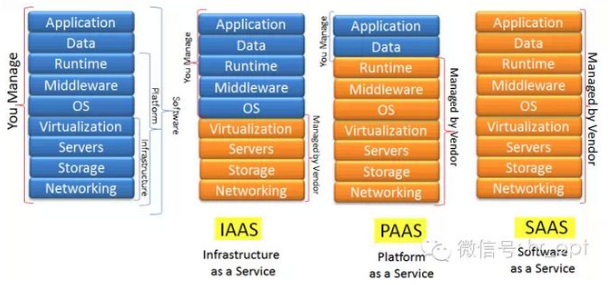 You Manage
Application
Data
Runtime
Middleware
OS
Virtualization
Servers
Storage
Networking
Infrastructure
Platform
Software
You Manage
Application
Data
Runtime
Middleware
OS
Virtualization
Servers
Storage
Networking
Managed by Vendor
IAAS
Infrastructure
as a Service
You Manage
Application
Data
Runtime
Middleware
OS
Virtualization
Servers
Storage
Networking
Managed by Vendor
PAAS
Platform
as a Service
Application
Data
Runtime
Middleware
OS
Virtualization
Servers
Storage
Networking
Managed by Vendor
SAAS
Software
as a Service
微信号: